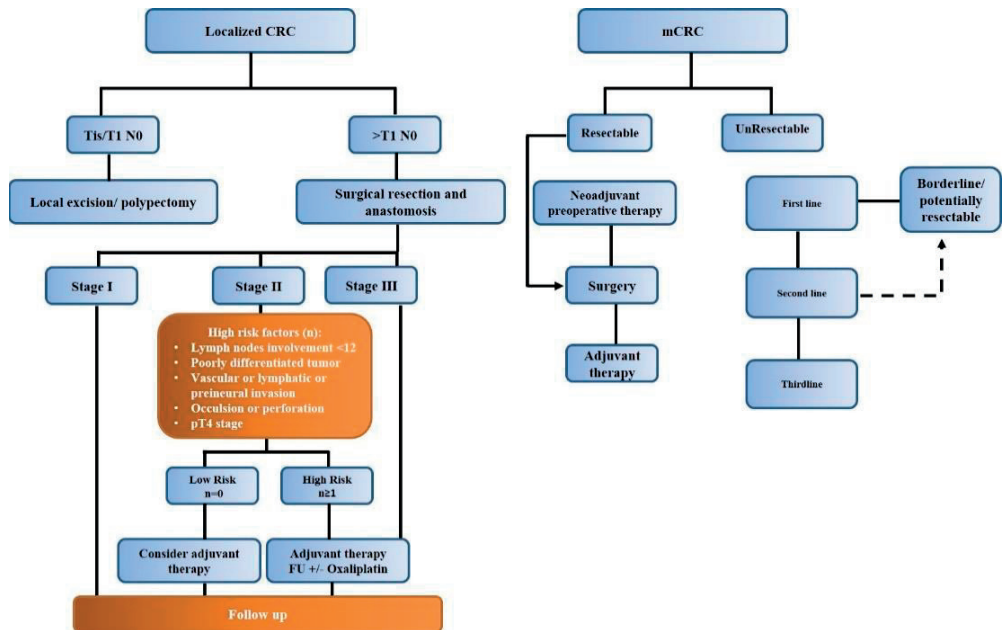 Localized CRC
Tis/T1 N0
>T1 N0
Local excision/ polypectomy
Surgical resection and
anastomosis
Stage I
Stage II
Stage III
High risk factors (n):
• Lymph nodes involvement <12
• Poorly differentiated tumor
• Vascular or lymphatic or
preineural invasion
• Occulsion or perforation
• pT4 stage
Low Risk
n=0
High Risk
n≥1
Consider adjuvant
therapy
Adjuvant therapy
FU +/- Oxaliplatin
Follow up
mCRC
Resectable
UnResectable
Neoadjuvant
preoperative therapy
Surgery
Adjuvant
therapy
First line
Borderline/
potentially
resectable
Second line
Thirdline